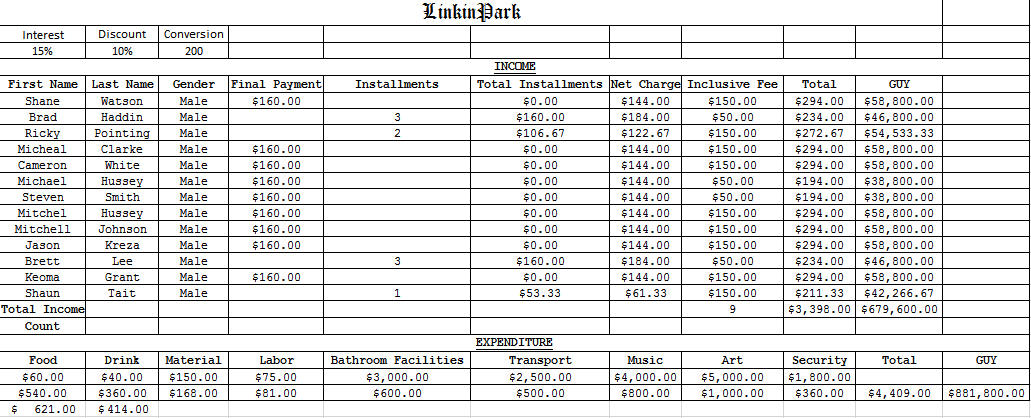 LinkinPark
Interest Discount Conversion
15% 10% 200
INCOME
First Name Last Name Gender Final Payment Installments Total Installments Net Charge Inclusive Fee Total GUY
Shane Watson Male $160.00 $0.00 $144.00 $150.00 $294.00 $58,800.00
Brad Haddin Male 3 $160.00 $184.00 $50.00 $234.00 $46,800.00
Ricky Pointing Male 2 $106.67 $122.67 $150.00 $272.67 $54,533.33
Micheal Clarke Male $160.00 $0.00 $144.00 $150.00 $294.00 $58,800.00
Cameron White Male $160.00 $0.00 $144.00 $150.00 $294.00 $58,800.00
Michael Hussey Male $160.00 $0.00 $144.00 $50.00 $194.00 $38,800.00
Steven Smith Male $160.00 $0.00 $144.00 $50.00 $194.00 $38,800.00
Mitchel Hussey Male $160.00 $0.00 $144.00 $150.00 $294.00 $58,800.00
Mitchell Johnson Male $160.00 $0.00 $144.00 $150.00 $294.00 $58,800.00
Jason Kreza Male $160.00 $0.00 $144.00 $150.00 $294.00 $58,800.00
Brett Lee Male 3 $160.00 $184.00 $50.00 $234.00 $46,800.00
Keoma Grant Male $160.00 $0.00 $144.00 $150.00 $294.00 $58,800.00
Shaun Tait Male 1 $53.33 $61.33 $150.00 $211.33 $42,266.67
Total Income 9 $3,398.00 $679,600.00
Count
EXPENDITURE
Food Drink Material Labor Bathroom Facilities Transport Music Art Security Total GUY
$60.00 $40.00 $150.00 $75.00 $3,000.00 $2,500.00 $4,000.00 $5,000.00 $1,800.00
$540.00 $360.00 $168.00 $81.00 $600.00 $500.00 $800.00 $1,000.00 $360.00 $4,409.00 $881,800.00
$ 621.00 $414.00